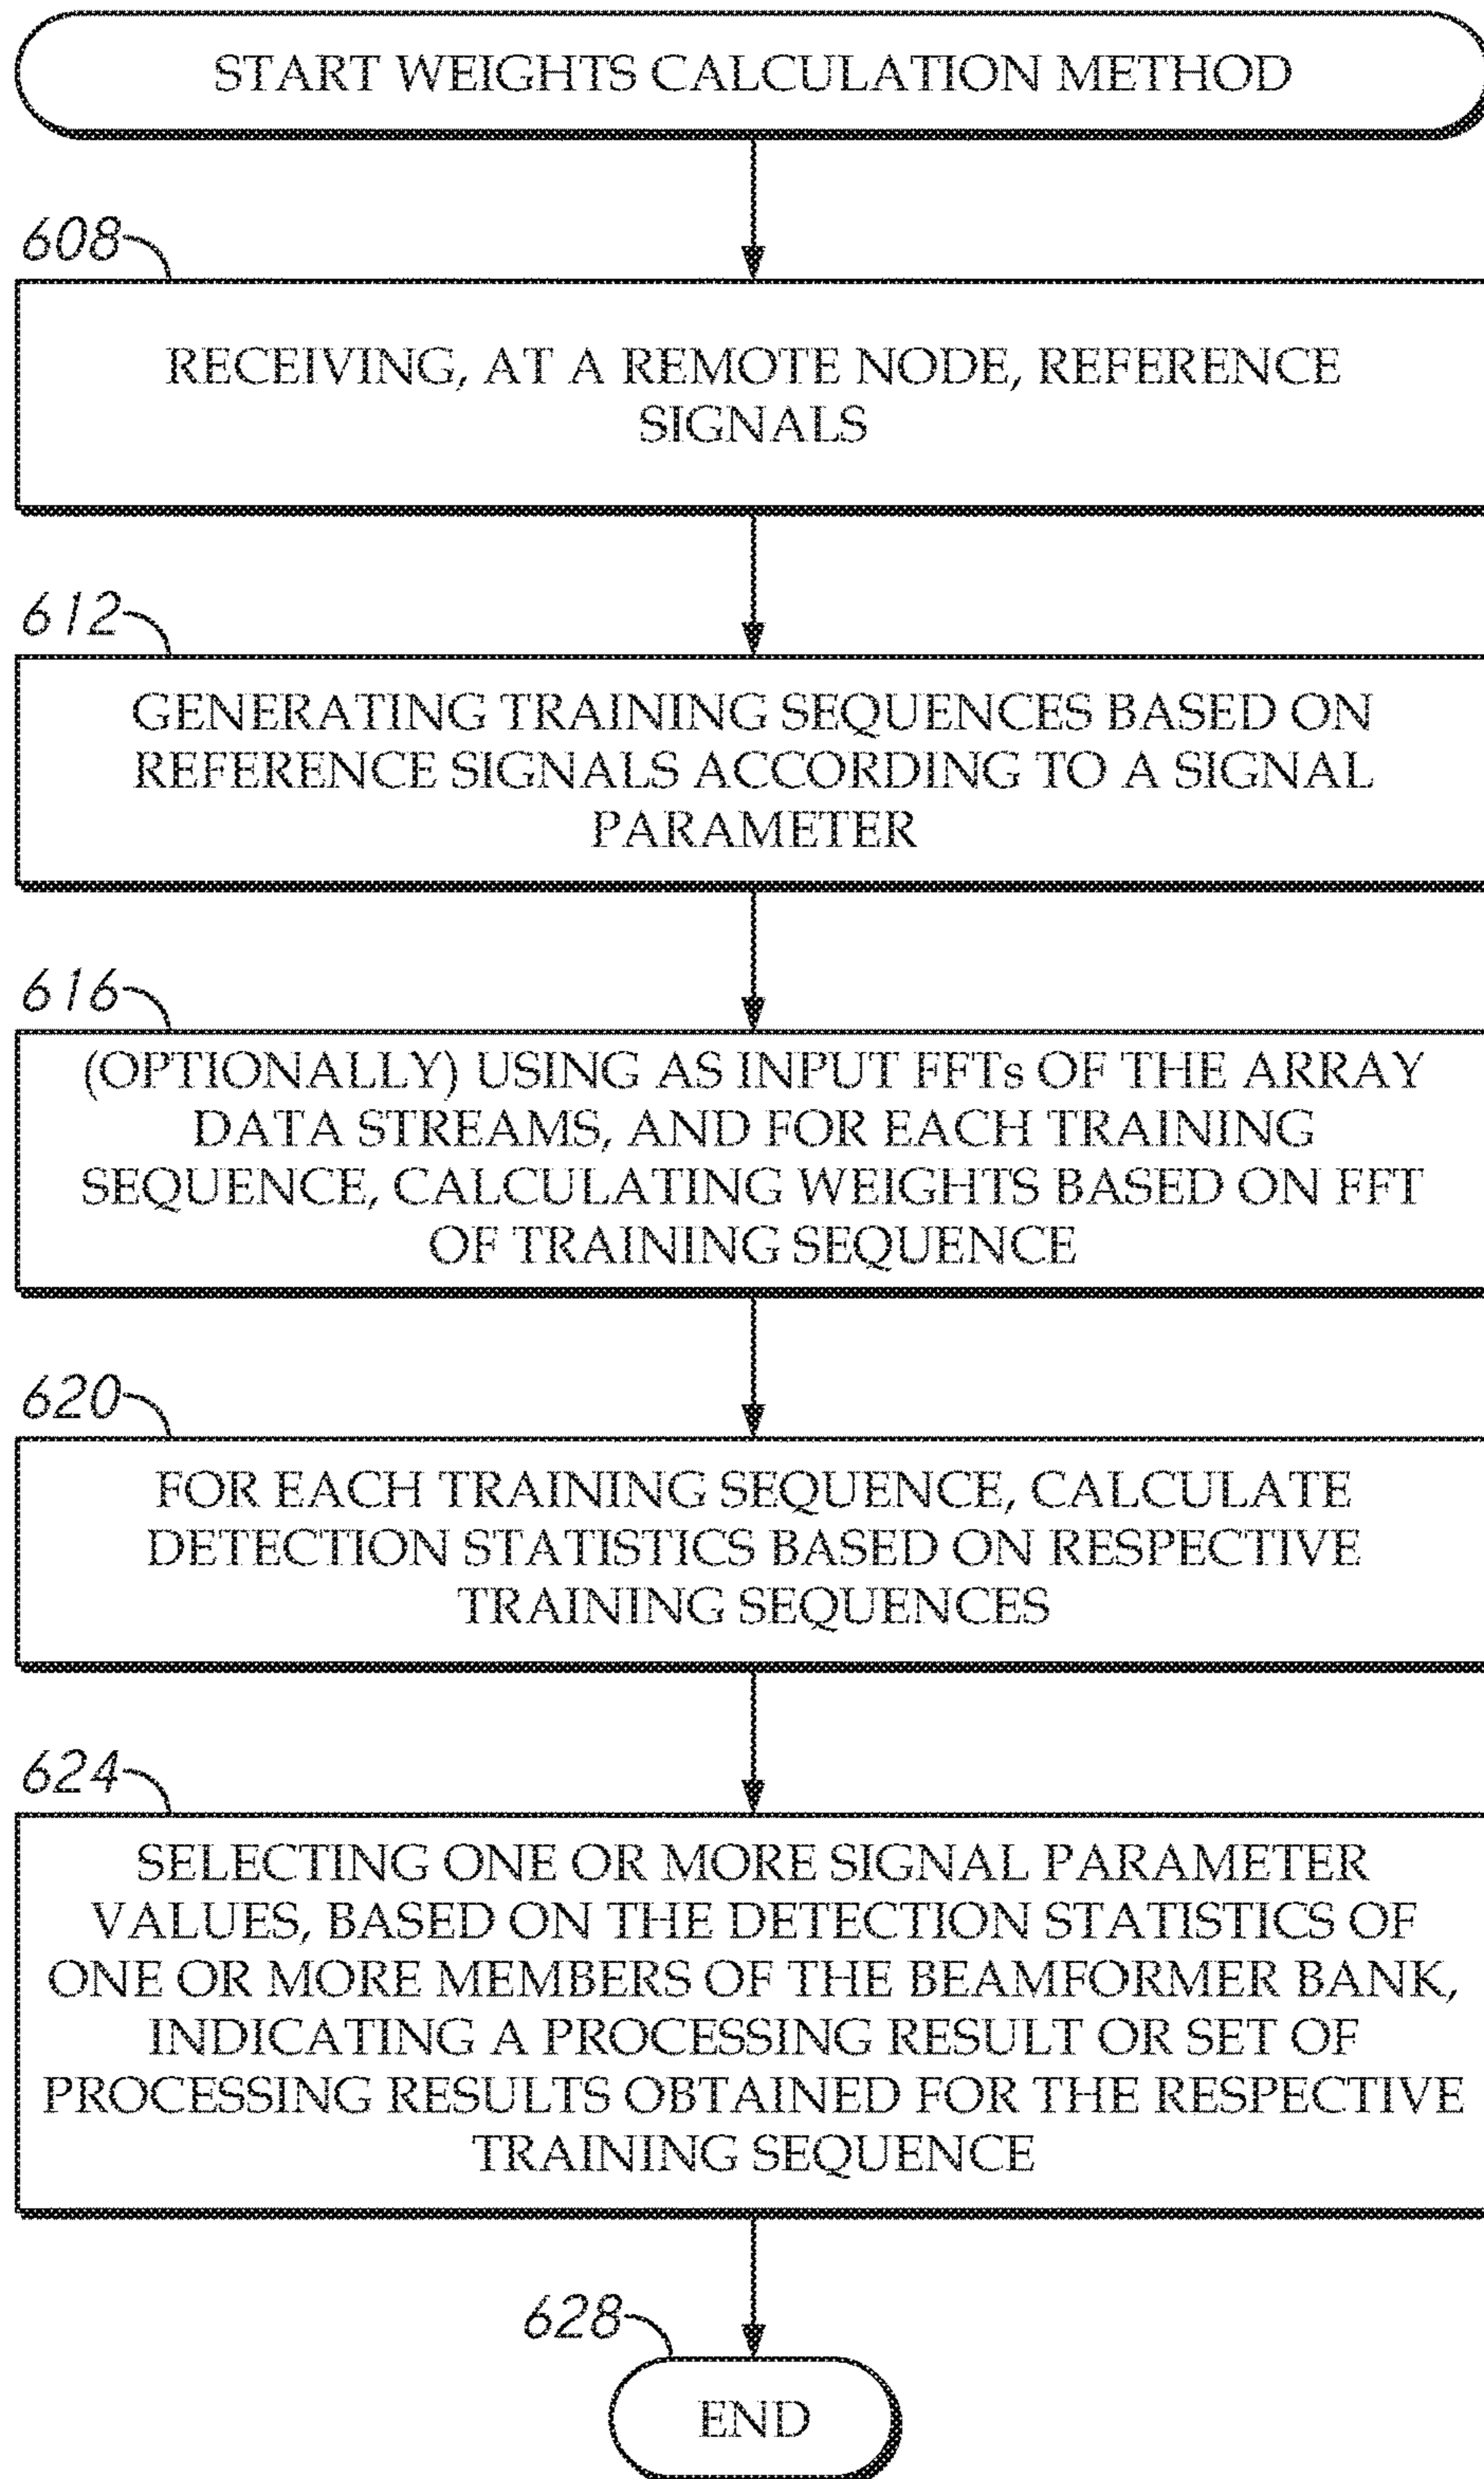 START WEIGHTS CALCULATION METHOD
608
RECEIVING, AT A REMOTE NODE, REFERENCE
SIGNALS
612
GENERATING TRAINING SEQUENCES BASED ON
REFERENCE SIGNALS ACCORDING TO A SIGNAL
PARAMETER
616
(OPTIONALLY) USING AS INPUT FFTs OF THE ARRAY
DATA STREAMS, AND FOR EACH TRAINING
SEQUENCE, CALCULATING WEIGHTS BASED ON FFT
OF TRAINING SEQUENCE
620
FOR EACH TRAINING SEQUENCE, CALCULATE
DETECTION STATISTICS BASED ON RESPECTIVE
TRAINING SEQUENCES
624
SELECTING ONE OR MORE SIGNAL PARAMETER
VALUES, BASED ON THE DETECTION STATISTICS OF
ONE OR MORE MEMBERS OF THE BEAMFORMER BANK,
INDICATING A PROCESSING RESULT OR SET OF
PROCESSING RESULTS OBTAINED FOR THE RESPECTIVE
TRAINING SEQUENCE
628
END